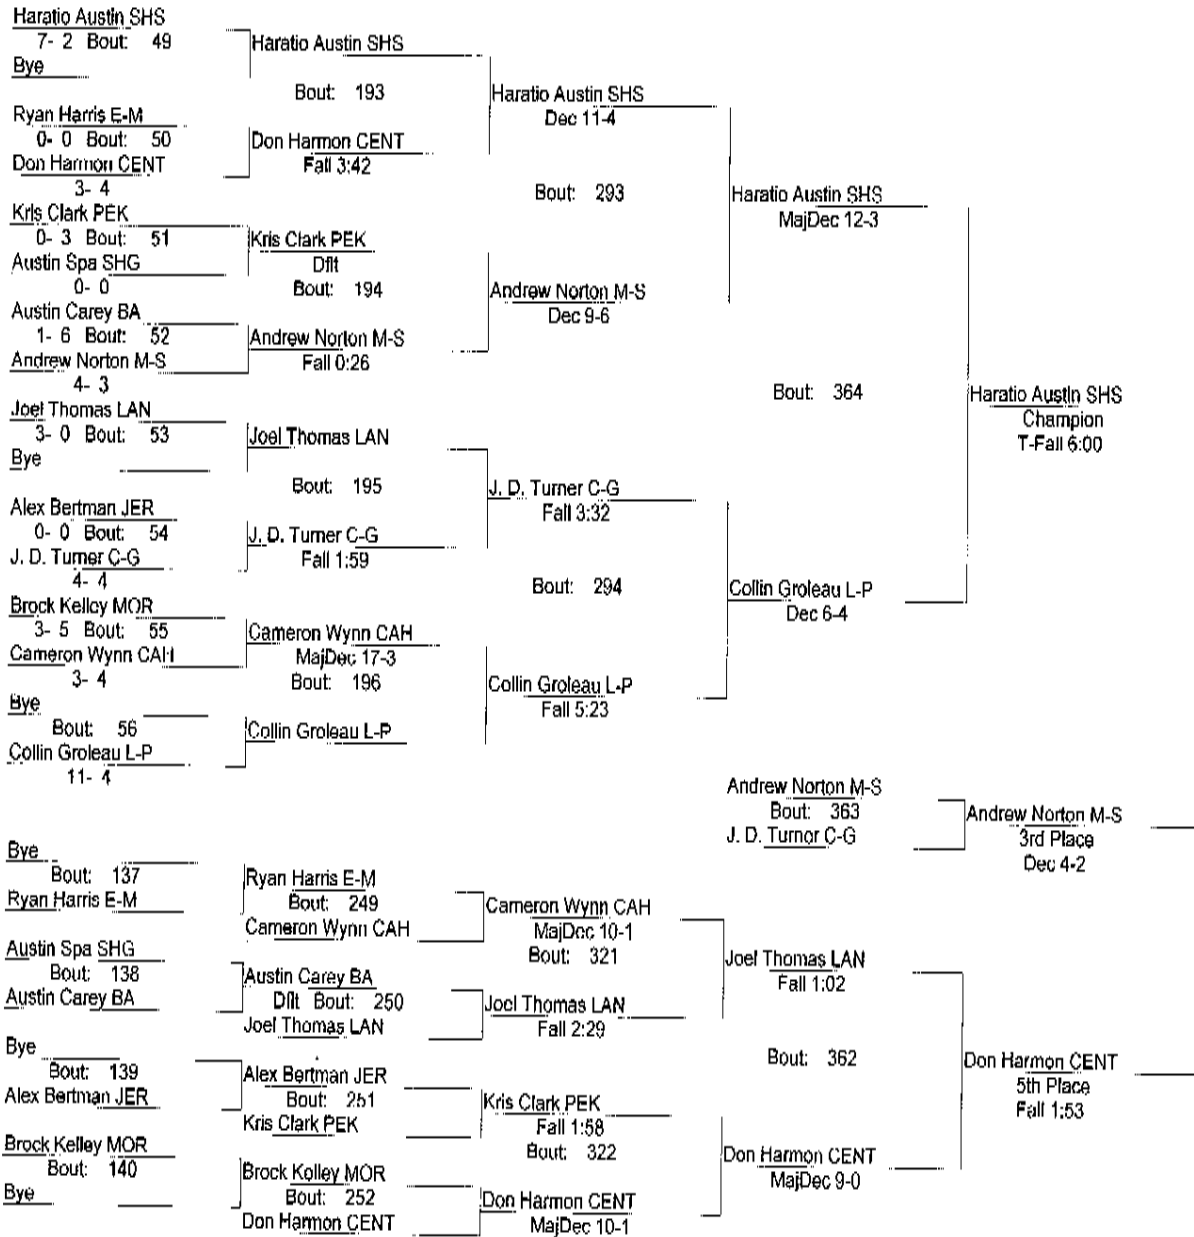 Haratio Austin SHS
7- 2 Bout: 49
Bye
Haratio Austin SHS
Bout: 193
Ryan Harris E-M
0- 0 Bout: 50
Don Harmon CENT
3- 4
Don Harmon CENT
Fall 3:42
Haratio Austin SHS
Dec 11-4
Bout: 293
Kris Clark PEK
0- 3 Bout: 51
Austin Spa SHG
0- 0
Kris Clark PEK
Dflt
Bout: 194
Austin Carey BA
1- 6 Bout: 52
Andrew Norton M-S
4- 3
Andrew Norton M-S
Fall 0:26
Andrew Norton M-S
Dec 9-6
Haratio Austin SHS
MajDec 12-3
Bout: 364
Haratio Austin SHS
Champion
T-Fall 6:00
Joel Thomas LAN
3- 0 Bout: 53
Bye
Joel Thomas LAN
Bout: 195
Alex Bertman JER
0- 0 Bout: 54
J. D. Turner C-G
4- 4
J. D. Turner C-G
Fall 1:59
J. D. Turner C-G
Fall 3:32
Bout: 294
Brock Kelley MOR
3- 5 Bout: 55
Cameron Wynn CAH
3- 4
Cameron Wynn CAH
MajDec 17-3
Bout: 196
Bye
Bout: 56
Collin Groleau L-P
11- 4
Collin Groleau L-P
Collin Groleau L-P
Fall 5:23
Collin Groleau L-P
Dec 6-4
Andrew Norton M-S
Bout: 363
J. D. Turnor C-G
Andrew Norton M-S
3rd Place
Dec 4-2
Bye
Bout: 137
Ryan Harris E-M
Ryan Harris E-M
Bout: 249
Cameron Wynn CAH
Cameron Wynn CAH
MajDec 10-1
Bout: 321
Austin Spa SHG
Bout: 138
Austin Carey BA
Austin Carey BA
Dflt Bout: 250
Joel Thomas LAN
Joel Thomas LAN
Fall 2:29
Joel Thomas LAN
Fall 1:02
Bout: 362
Bye
Bout: 139
Alex Bertman JER
Alex Bertman JER
Bout: 251
Kris Clark PEK
Kris Clark PEK
Fall 1:58
Bout: 322
Brock Kelley MOR
Bout: 140
Bye
Brock Kolley MOR
Bout: 252
Don Harmon CENT
Don Harmon CENT
MajDec 10-1
Don Harmon CENT
MajDec 9-0
Don Harmon CENT
5th Place
Fall 1:53